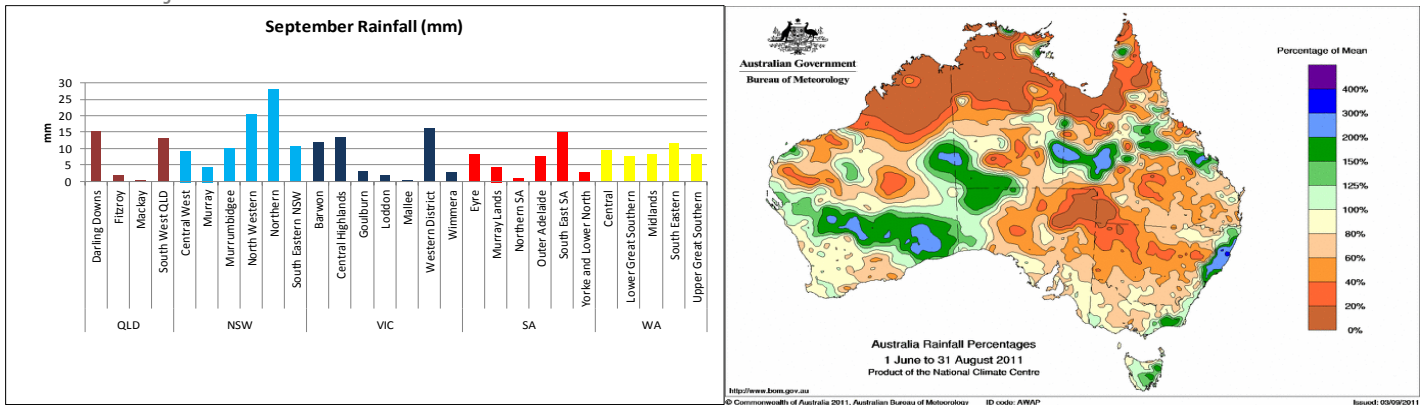 September Rainfall (mm)
30
25
20
15
10
5
0
mm
Darling Downs
Fitzroy
Mackay
South West QLD
Central West
Murray
Murrumbidgee
North Western
Northern
South Eastern NSW
Barwon
Central Highlands
Goulburn
Loddon
Mallee
Western District
Wimmera
Eyre
Murray Lands
Northern SA
Outer Adelaide
South East SA
Yorke and Lower North
Central
Lower Great Southern
Midlands
South Eastern
Upper Great Southern
QLD
NSW
VIC
SA
WA
Australian Government
Bureau of Meteorology
Percentage of Mean
400%
300%
200%
150%
125%
100%
80%
60%
40%
20%
0%
Australia Rainfall Percentages
1 June to 31 August 2011
Product of the National Climate Centre
http://www.bom.gov.au
© Commonwealth of Australia 2011, Australian Bureau of Meteorology ID code: AWAP Issued: 03/09/2011